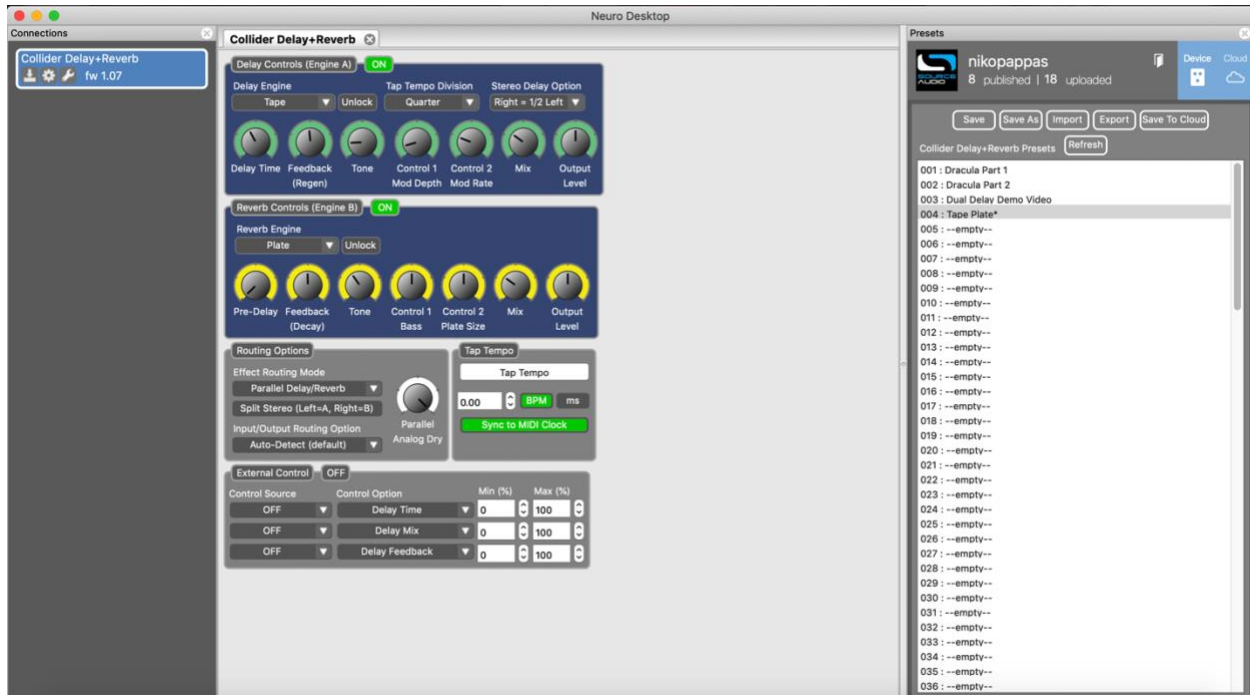 Neuro Desktop
Connections
Collider Delay+Reverb
fw 1.07
Collider Delay+Reverb
Delay Controls (Engine A) ON
Delay Engine Tap Tempo Division Stereo Delay Option
Tape Unlock Quarter Right = 1/2 Left
Delay Time Feedback Tone Control 1 Control 2 Mix Output
(Regen) Mod Depth Mod Rate Level
Reverb Controls (Engine B) ON
Reverb Engine
Plate Unlock
Pre-Delay Feedback Tone Control 1 Control 2 Mix Output
(Decay) Bass Plate Size Level
Routing Options
Effect Routing Mode
Parallel Delay/Reverb
Split Stereo (Left=A, Right=B)
Input/Output Routing Option
Auto-Detect (default)
Parallel
Analog Dry
Tap Tempo
Tap Tempo
0.00 BPM ms
Sync to MIDI Clock
External Control OFF
Control Source Control Option Min (%) Max (%)
OFF Delay Time 0 100
OFF Delay Mix 0 100
OFF Delay Feedback 0 100
Presets
SOURCE
AUDIO
nikopappas
8 published | 18 uploaded
Device Cloud
Save Save As Import Export Save To Cloud
Collider Delay+Reverb Presets Refresh
001 : Dracula Part 1
002 : Dracula Part 2
003 : Dual Delay Demo Video
004 : Tape Plate*
005 : --empty--
006 : --empty--
007 : --empty--
008 : --empty--
009 : --empty--
010 : --empty--
011 : --empty--
012 : --empty--
013 : --empty--
014 : --empty--
015 : --empty--
016 : --empty--
017 : --empty--
018 : --empty--
019 : --empty--
020 : --empty--
021 : --empty--
022 : --empty--
023 : --empty--
024 : --empty--
025 : --empty--
026 : --empty--
027 : --empty--
028 : --empty--
029 : --empty--
030 : --empty--
031 : --empty--
032 : --empty--
033 : --empty--
034 : --empty--
035 : --empty--
036 : --empty--